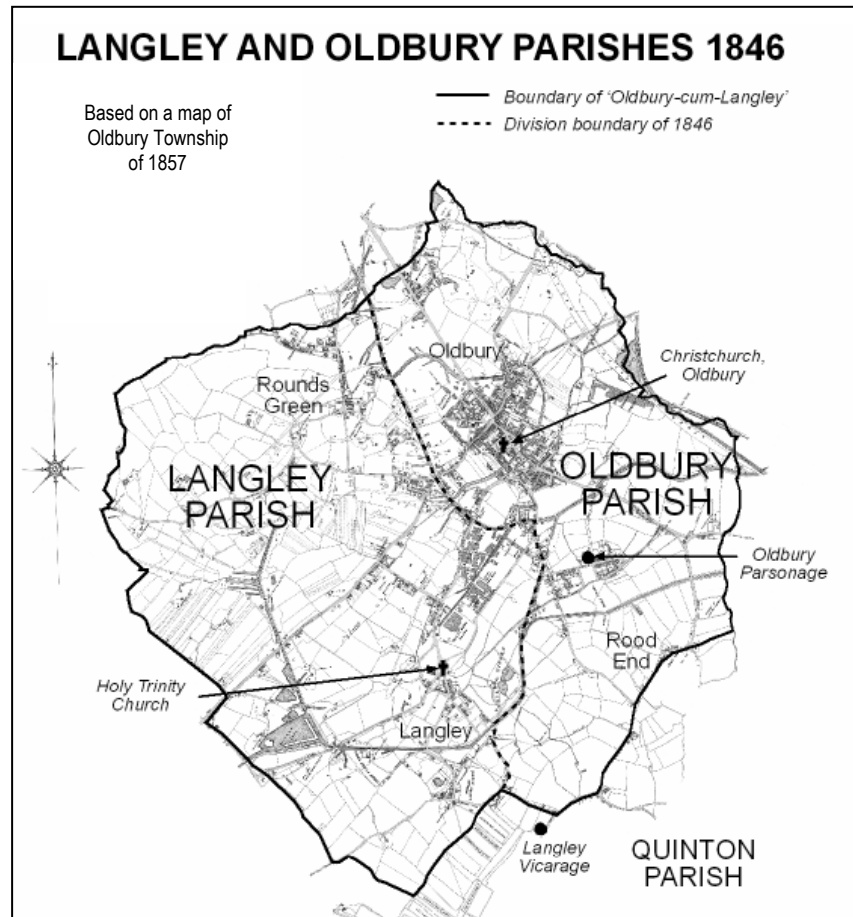 LANGLEY AND OLDBURY PARISHES 1846
Based on a map of
Oldbury Township
of 1857
Boundary of 'Oldbury-cum-Langley'
Division boundary of 1846
Oldbury
Christchurch,
Oldbury
Rounds
Green
LANGLEY
PARISH
OLDBURY
PARISH
Oldbury
Parsonage
Rood
End
Holy Trinity
Church
Langley
Langley
Vicarage
QUINTON
PARISH